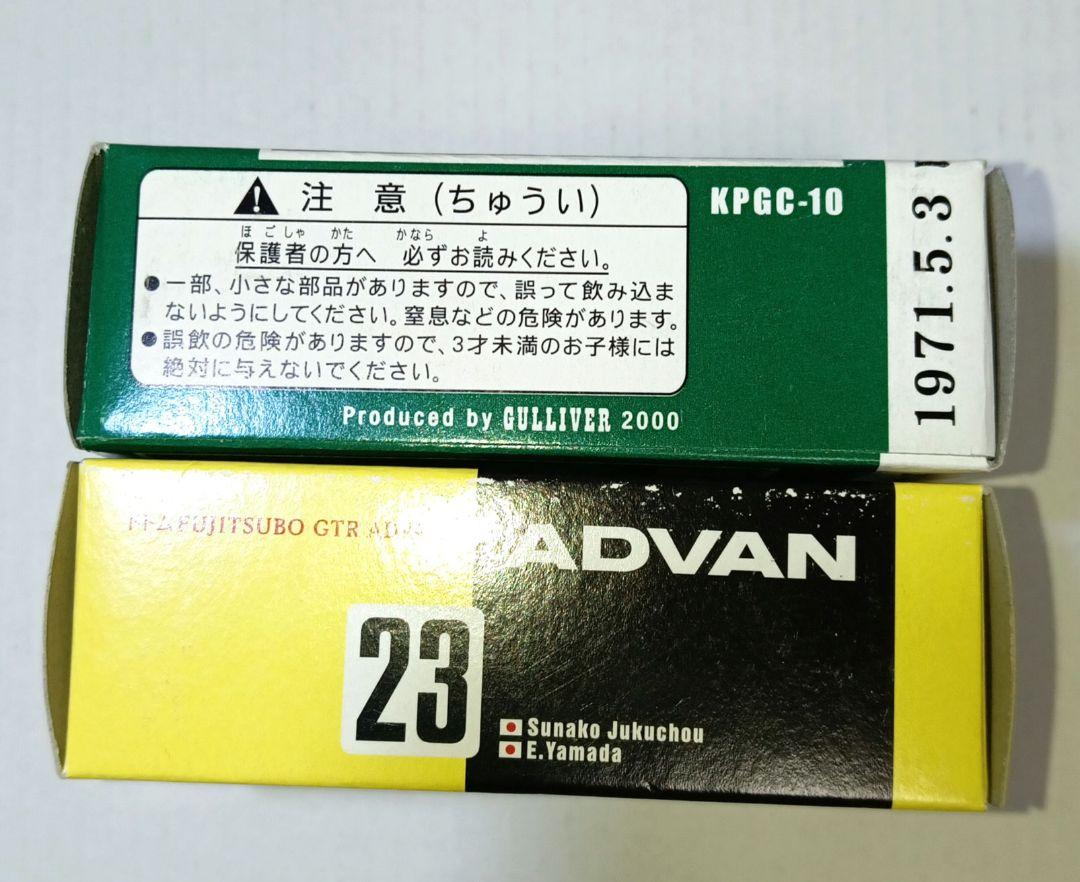 注 意 (ちゅうい)
ほごしゃ かた かなら よ
保護者の方へ 必ずお読みください。
●一部、小さな部品がありますので、誤って飲み込ま
ないようにしてください。窒息などの危険があります。
●誤飲の危険がありますので、3才未満のお子様には
絶対に与えないでください。
Produced by GULLIVER 2000
KPGC-10
1971.5.3
FUJITSUBO GTR
ADVAN
23
Sunako Jukuchou
E.Yamada